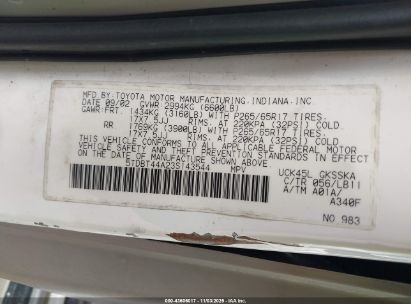 MFD. BY: TOYOTA MOTOR MANUFACTURING, INDIANA, INC.
DATE 09/02 GVWR 2994KG (6600LB)
GAWR: FRT 1434KG (3160LB) WITH P265/65R17 TIRES,
17X7.5JJ RIMS, AT 220KPA (32PSI) COLD
RR 1769KG (3900LB) WITH P265/65R17 TIRES,
17X7.5JJ RIMS, AT 220KPA (32PSI) COLD
THIS VEHICLE CONFORMS TO ALL APPLICABLE FEDERAL MOTOR
VEHICLE SAFETY AND THEFT PREVENTION STANDARDS IN
EFFECT ON THE DATE OF MANUFACTURE SHOWN ABOVE.
5TDBT44A23S143544 MPV
UCK45L GKSSKA
C/TR 056/LB11
A/TM A01A/
A340F
NO. 983